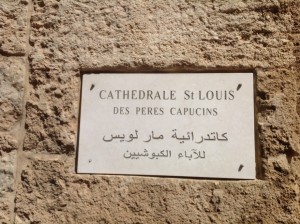 CATHEDRALE St LOUIS
DES PERES CAPUCINS
كاتدرائية مار لويس
للآباء الكبوشيين